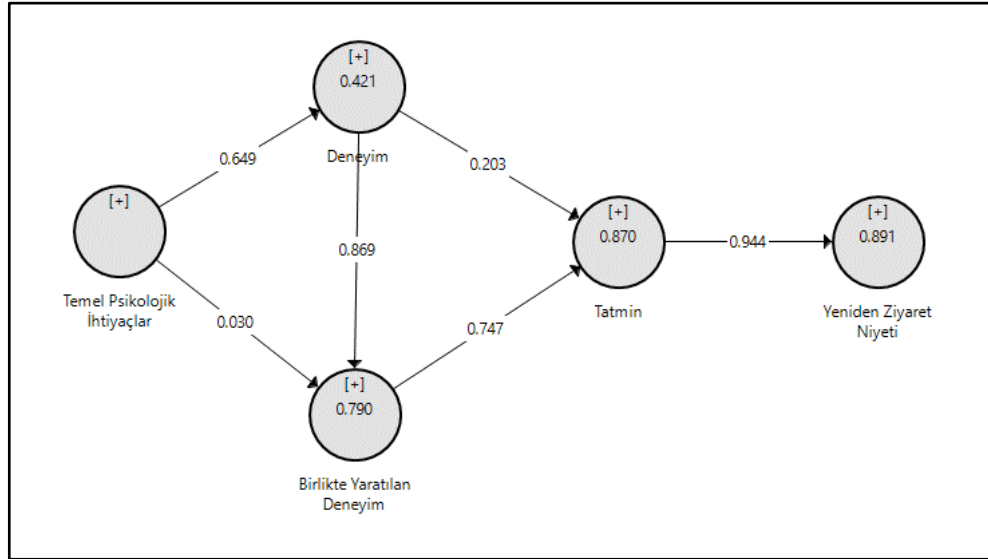 [+]
0.421
Deneyim
0.649
0.203
[+]
Temel Psikolojik
İhtiyaçlar
0.869
[+]
0.870
Tatmin
0.944
[+]
0.891
Yeniden Ziyaret
Niyeti
0.030
0.747
[+]
0.790
Birlikte Yaratılan
Deneyim